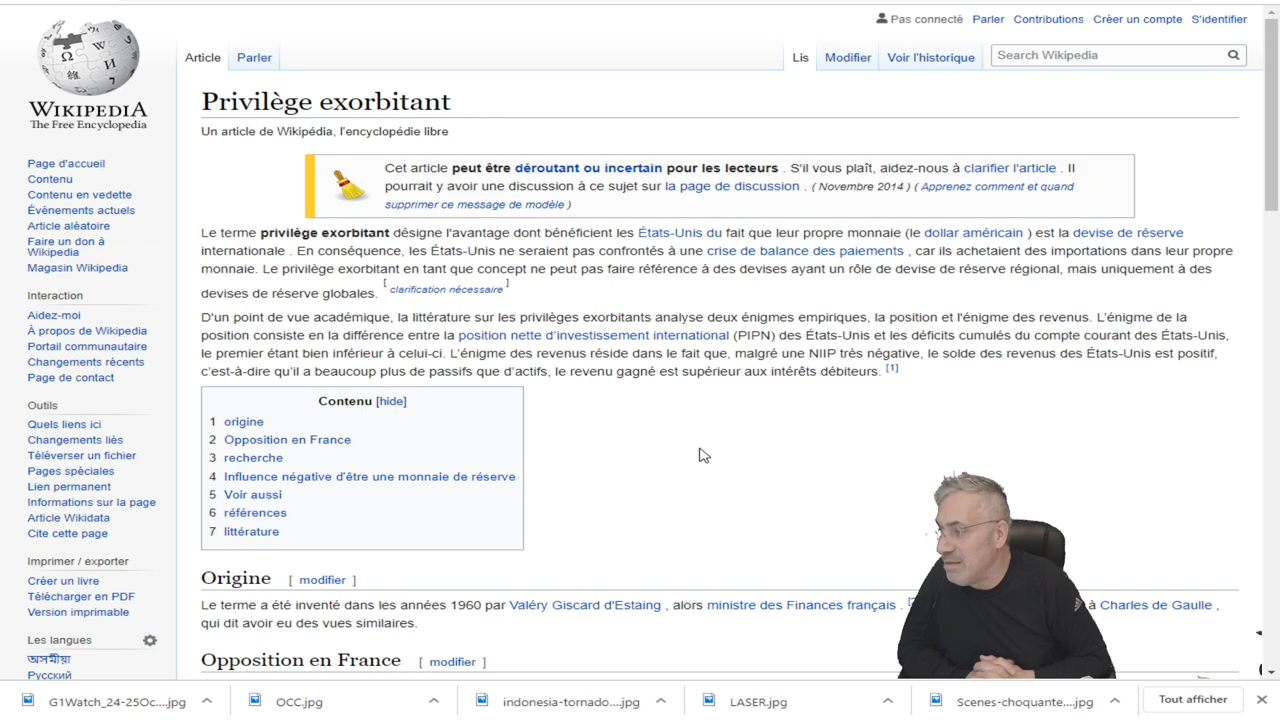 Pas connecté Parler Contributions Créer un compte S'identifier
Article Parler Lis Modifier Voir l'historique Search Wikipedia
WIKIPEDIA
The Free Encyclopedia
Page d'accueil
Contenu
Contenu en vedette
Événements actuels
Article aléatoire
Faire un don à
Wikipedia
Magasin Wikipedia
Interaction
Aidez-moi
À propos de Wikipedia
Portail communautaire
Changements récents
Page de contact
Outils
Quels liens ici
Changements liés
Téléverser un fichier
Pages spéciales
Lien permanent
Informations sur la page
Article Wikidata
Cite cette page
Imprimer / exporter
Créer un livre
Télécharger en PDF
Version imprimable
Les langues
অসমীয়া
Русский
Privilège exorbitant
Un article de Wikipédia, l'encyclopédie libre
Cet article peut être déroutant ou incertain pour les lecteurs . S'il vous plaît, aidez-nous à clarifier l'article . Il
pourrait y avoir une discussion à ce sujet sur la page de discussion . ( Novembre 2014 ) ( Apprenez comment et quand
supprimer ce message de modèle )
Le terme privilège exorbitant désigne l'avantage dont bénéficient les États-Unis du fait que leur propre monnaie (le dollar américain ) est la devise de réserve
internationale . En conséquence, les États-Unis ne seraient pas confrontés à une crise de balance des paiements , car ils achetaient des importations dans leur propre
monnaie. Le privilège exorbitant en tant que concept ne peut pas faire référence à des devises ayant un rôle de devise de réserve régional, mais uniquement à des
devises de réserve globales. [ clarification nécessaire ]
D'un point de vue académique, la littérature sur les privilèges exorbitants analyse deux énigmes empiriques, la position et l'énigme des revenus. L'énigme de la
position consiste en la différence entre la position nette d'investissement international (PIPN) des États-Unis et les déficits cumulés du compte courant des États-Unis,
le premier étant bien inférieur à celui-ci. L'énigme des revenus réside dans le fait que, malgré une NIIP très négative, le solde des revenus des États-Unis est positif,
c'est-à-dire qu'il a beaucoup plus de passifs que d'actifs, le revenu gagné est supérieur aux intérêts débiteurs. [1]
Contenu [hide]
1 origine
2 Opposition en France
3 recherche
4 Influence négative d'être une monnaie de réserve
5 Voir aussi
6 références
7 littérature
Origine [ modifier ]
Le terme a été inventé dans les années 1960 par Valéry Giscard d'Estaing , alors ministre des Finances français . à Charles de Gaulle ,
qui dit avoir eu des vues similaires.
Opposition en France [ modifier ]
G1Watch_24-25Oc....jpg OCC.jpg indonesia-tornado....jpg LASER.jpg Scenes-choquante....jpg Tout afficher